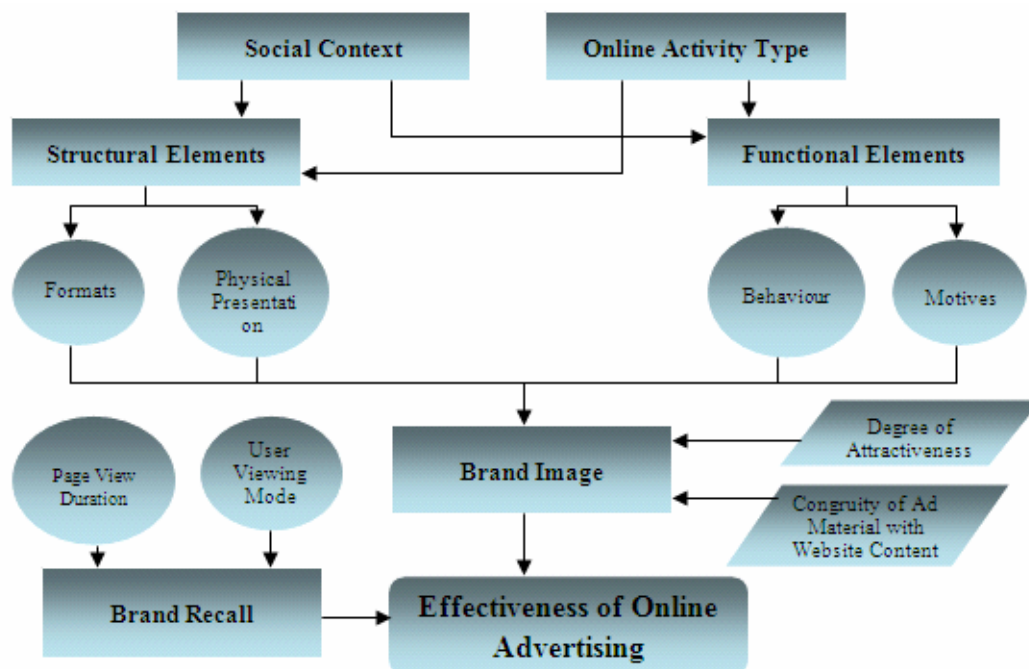 Social Context
Online Activity Type
Structural Elements
Functional Elements
Formats
Physical
Presentati
on
Behaviour
Motives
Page View
Duration
User
Viewing
Mode
Brand Image
Degree of
Attractiveness
Congruity of Ad
Material with
Website Content
Brand Recall
Effectiveness of Online
Advertising